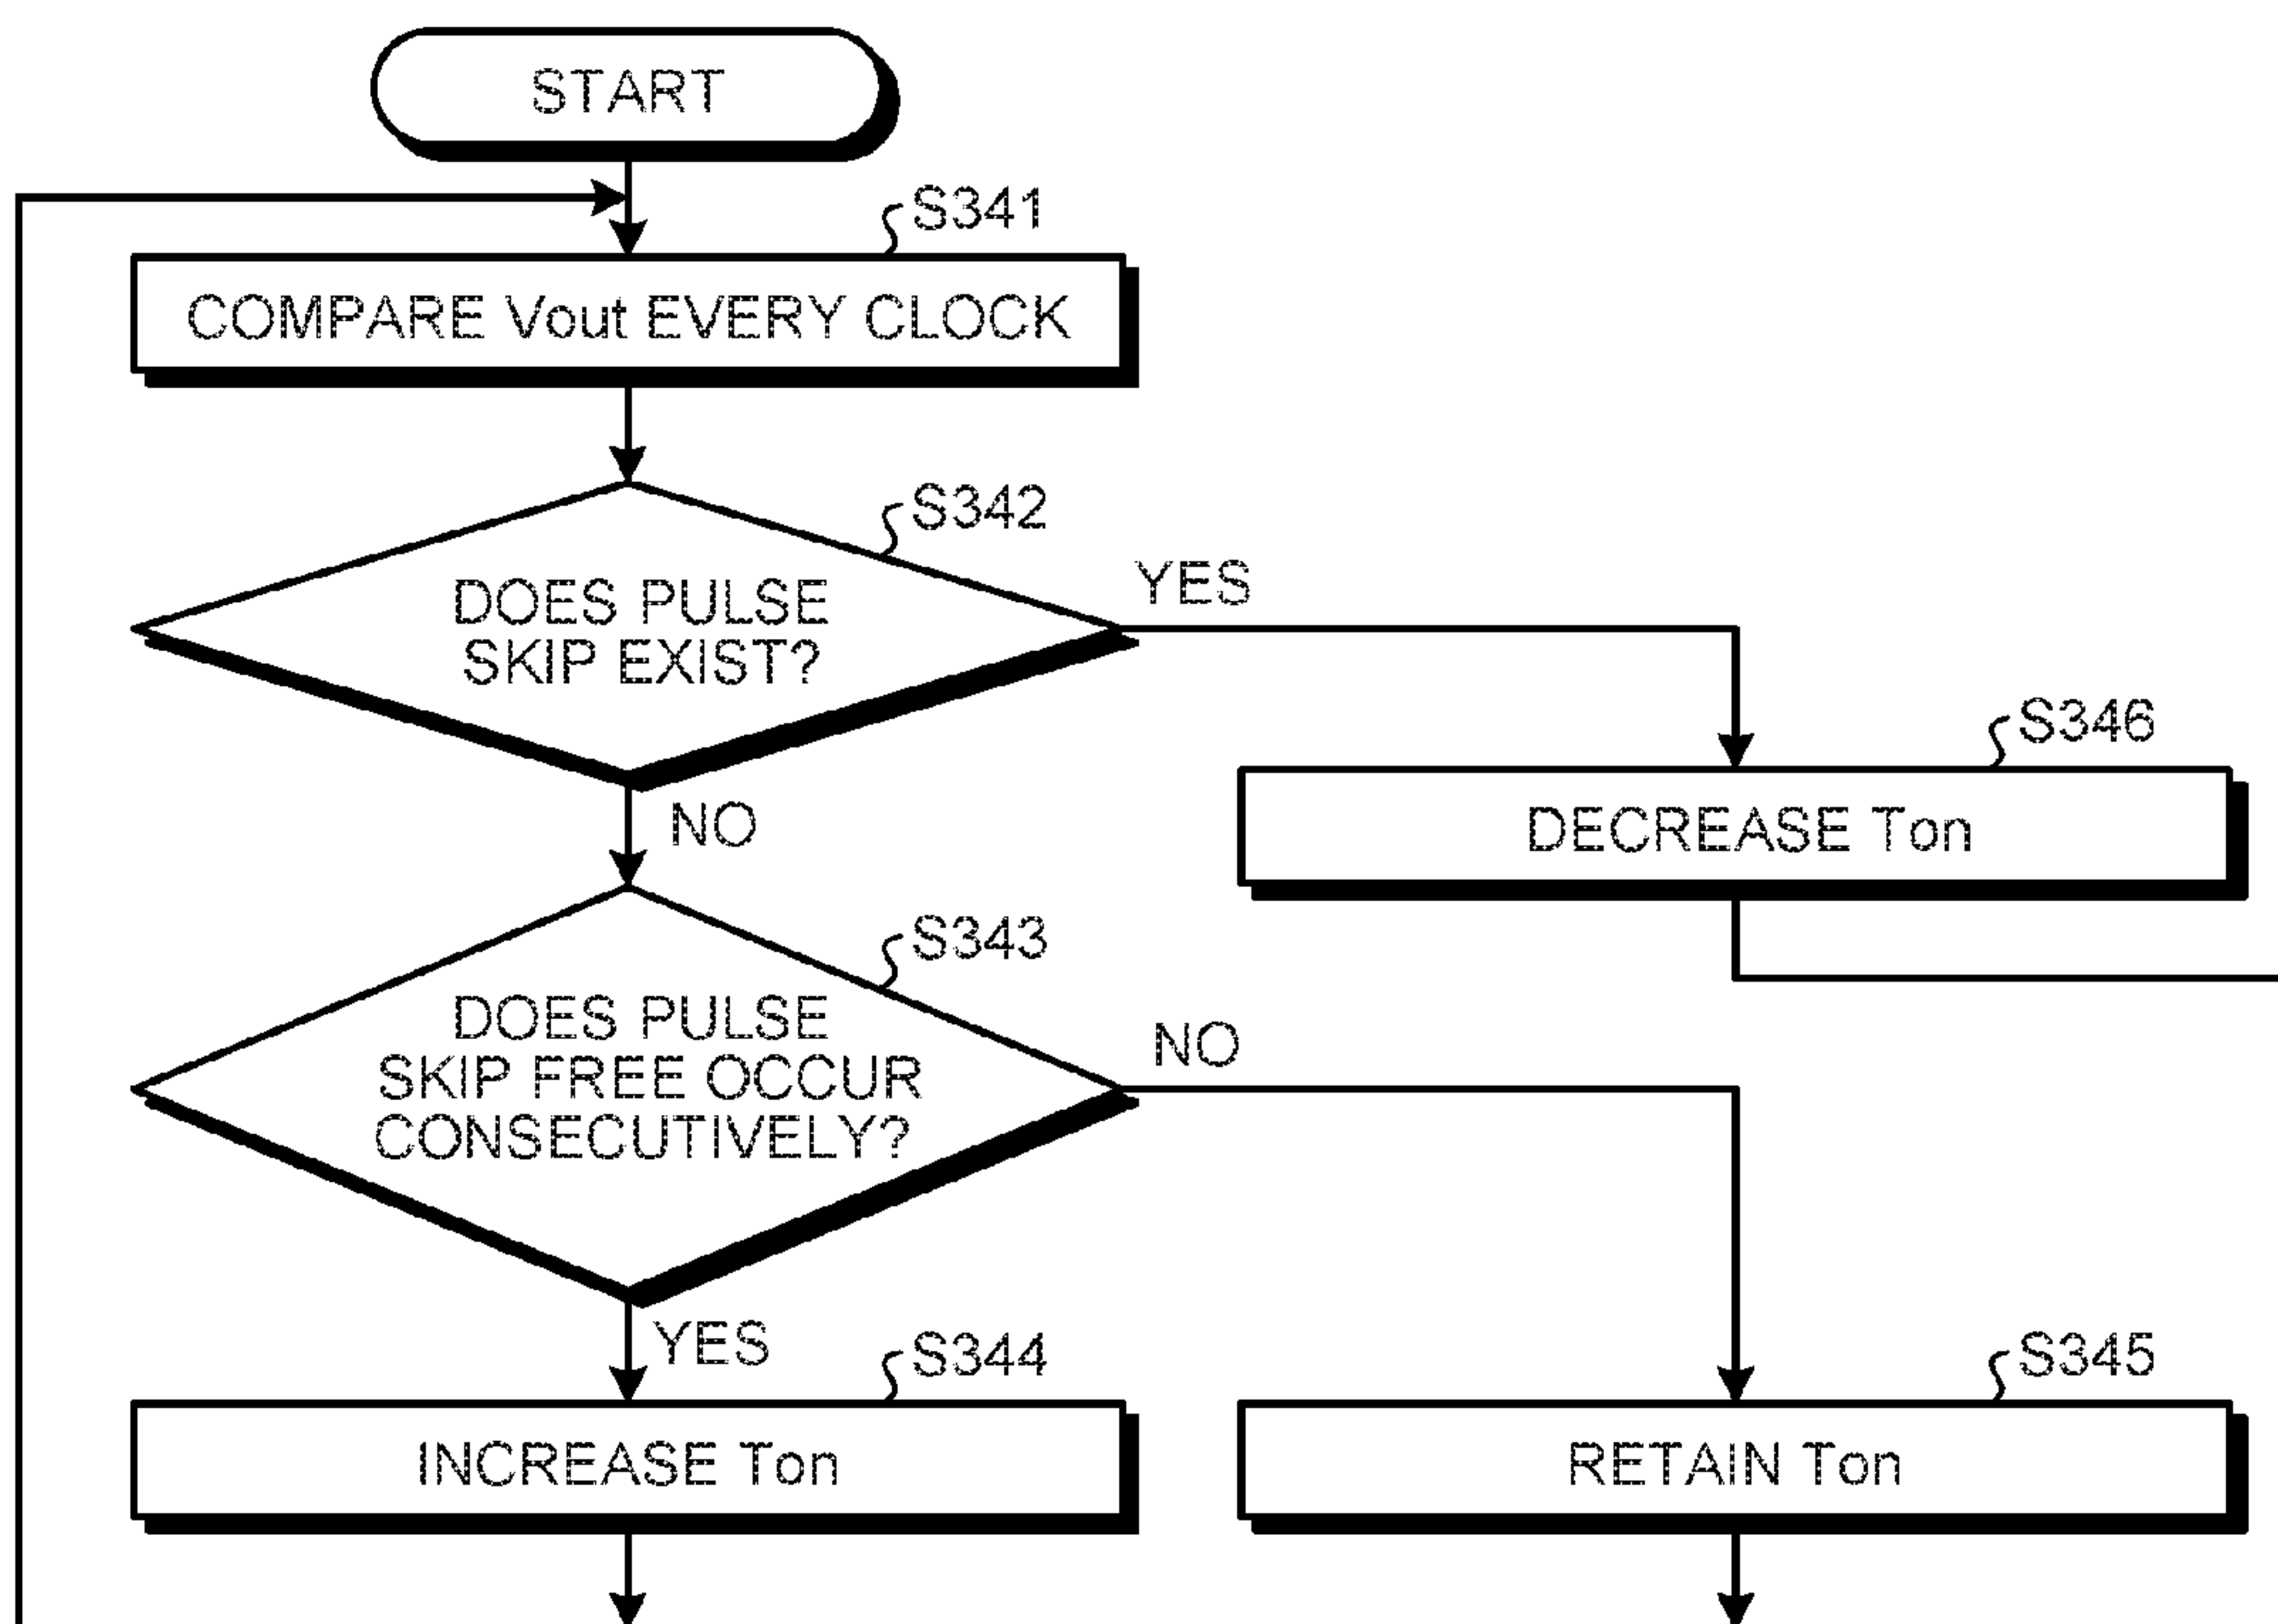 START
S341
COMPARE Vout EVERY CLOCK
S342
DOES PULSE
SKIP EXIST?
YES
NO
S346
DECREASE Ton
S343
DOES PULSE
SKIP FREE OCCUR
CONSECUTIVELY?
NO
YES
S344
INCREASE Ton
S345
RETAIN Ton